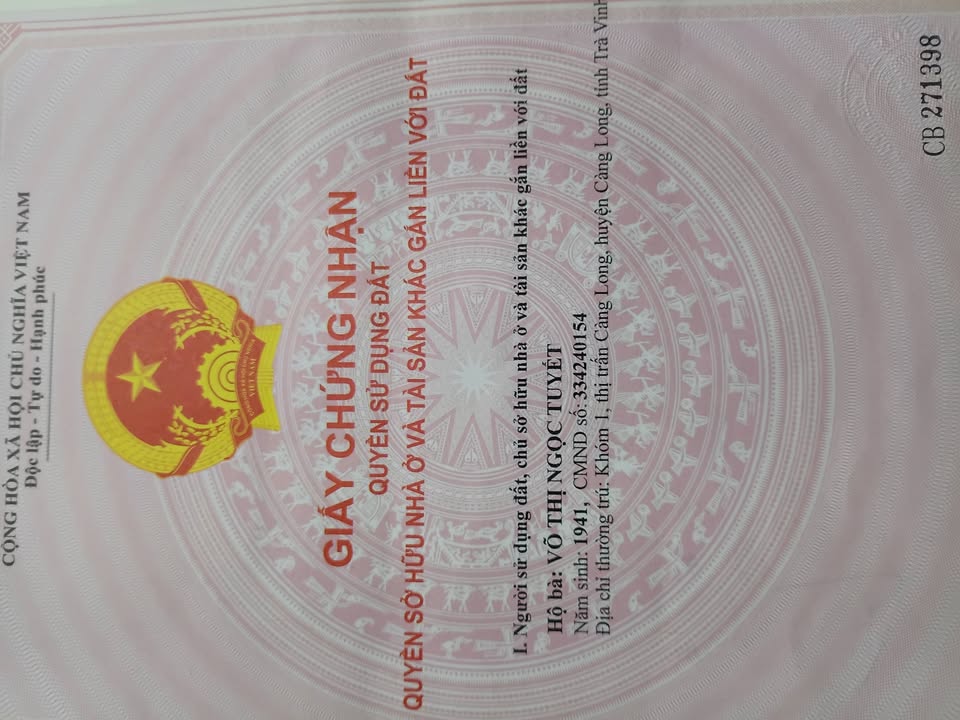 CỘNG HÒA XÃ HỘI CHỦ NGHĨA VIỆT NAM
Độc lập - Tự do - Hạnh phúc
VIỆT NAM
GIẤY CHỨNG NHẬN
QUYỀN SỬ DỤNG ĐẤT
QUYỀN SỞ HỮU NHÀ Ở VÀ TÀI SẢN KHÁC GẮN LIỀN VỚI ĐẤT
I. Người sử dụng đất, chủ sở hữu nhà ở và tài sản khác gắn liền với đất
Hộ bà: VÕ THỊ NGỌC TUYẾT
Năm sinh: 1941, CMND số: 334240154
Địa chỉ thường trú: Khóm 1, thị trấn Càng Long, huyện Càng Long, tỉnh Trà Vinh
CB 271398